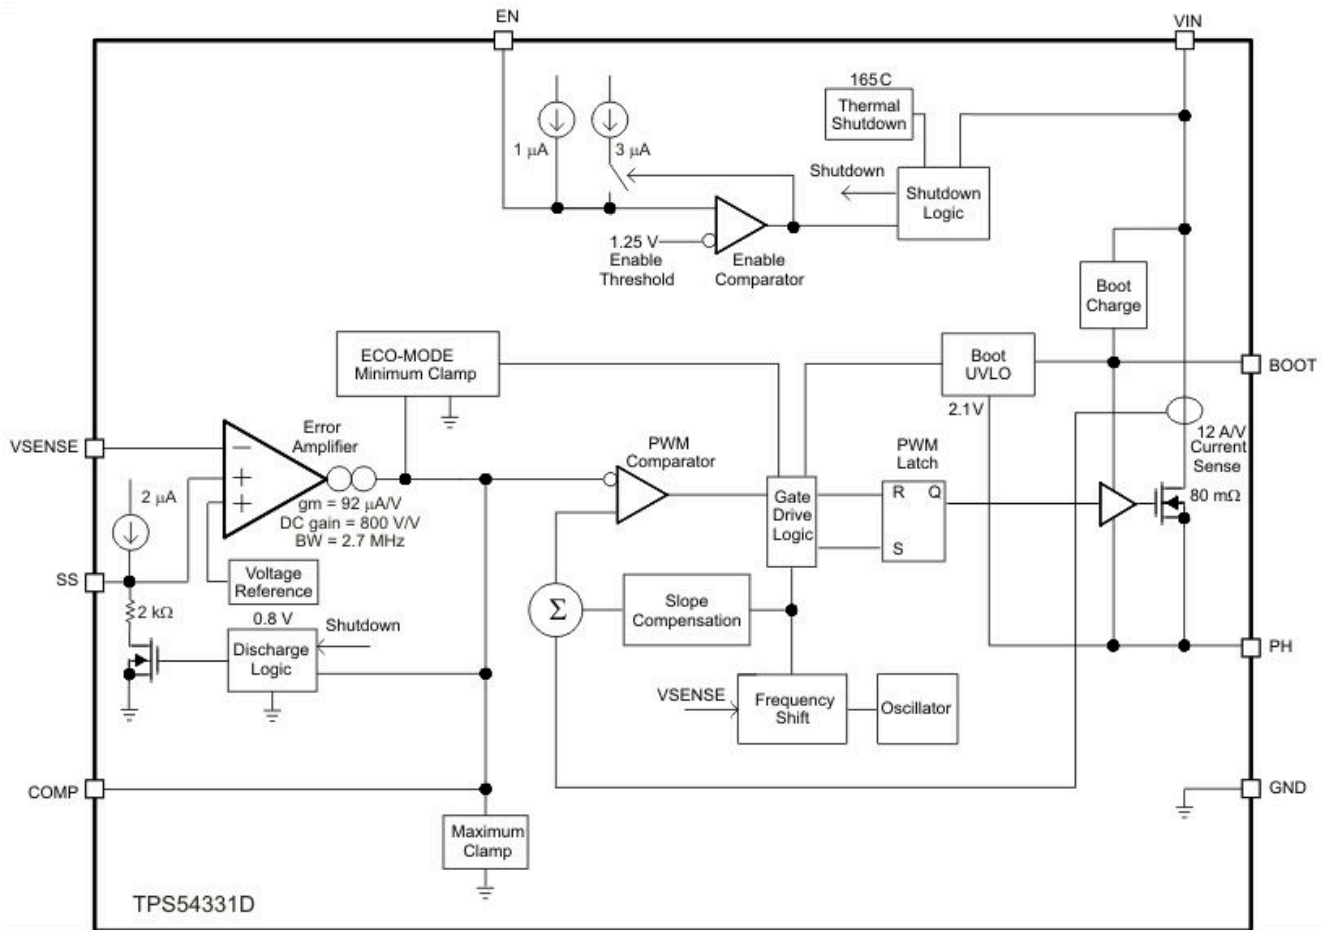 EN
VIN
165 C
Thermal
Shutdown
1 μA
3 μA
Shutdown
Shutdown
Logic
1.25 V
Enable
Threshold
Enable
Comparator
Boot
Charge
ECO-MODE
Minimum Clamp
Boot
UVLO
BOOT
2.1V
VSENSE
Error
Amplifier
PWM
Comparator
PWM
Latch
12 A/V
Current
Sense
−
+
+
2 μA
gm = 92 μA/V
DC gain = 800 V/V
BW = 2.7 MHz
Gate
Drive
Logic
R Q
S
80 mΩ
SS
Voltage
Reference
2 kΩ
0.8 V
Σ
Slope
Compensation
Shutdown
Discharge
Logic
PH
VSENSE
Frequency
Shift
Oscillator
COMP
GND
Maximum
Clamp
TPS54331D